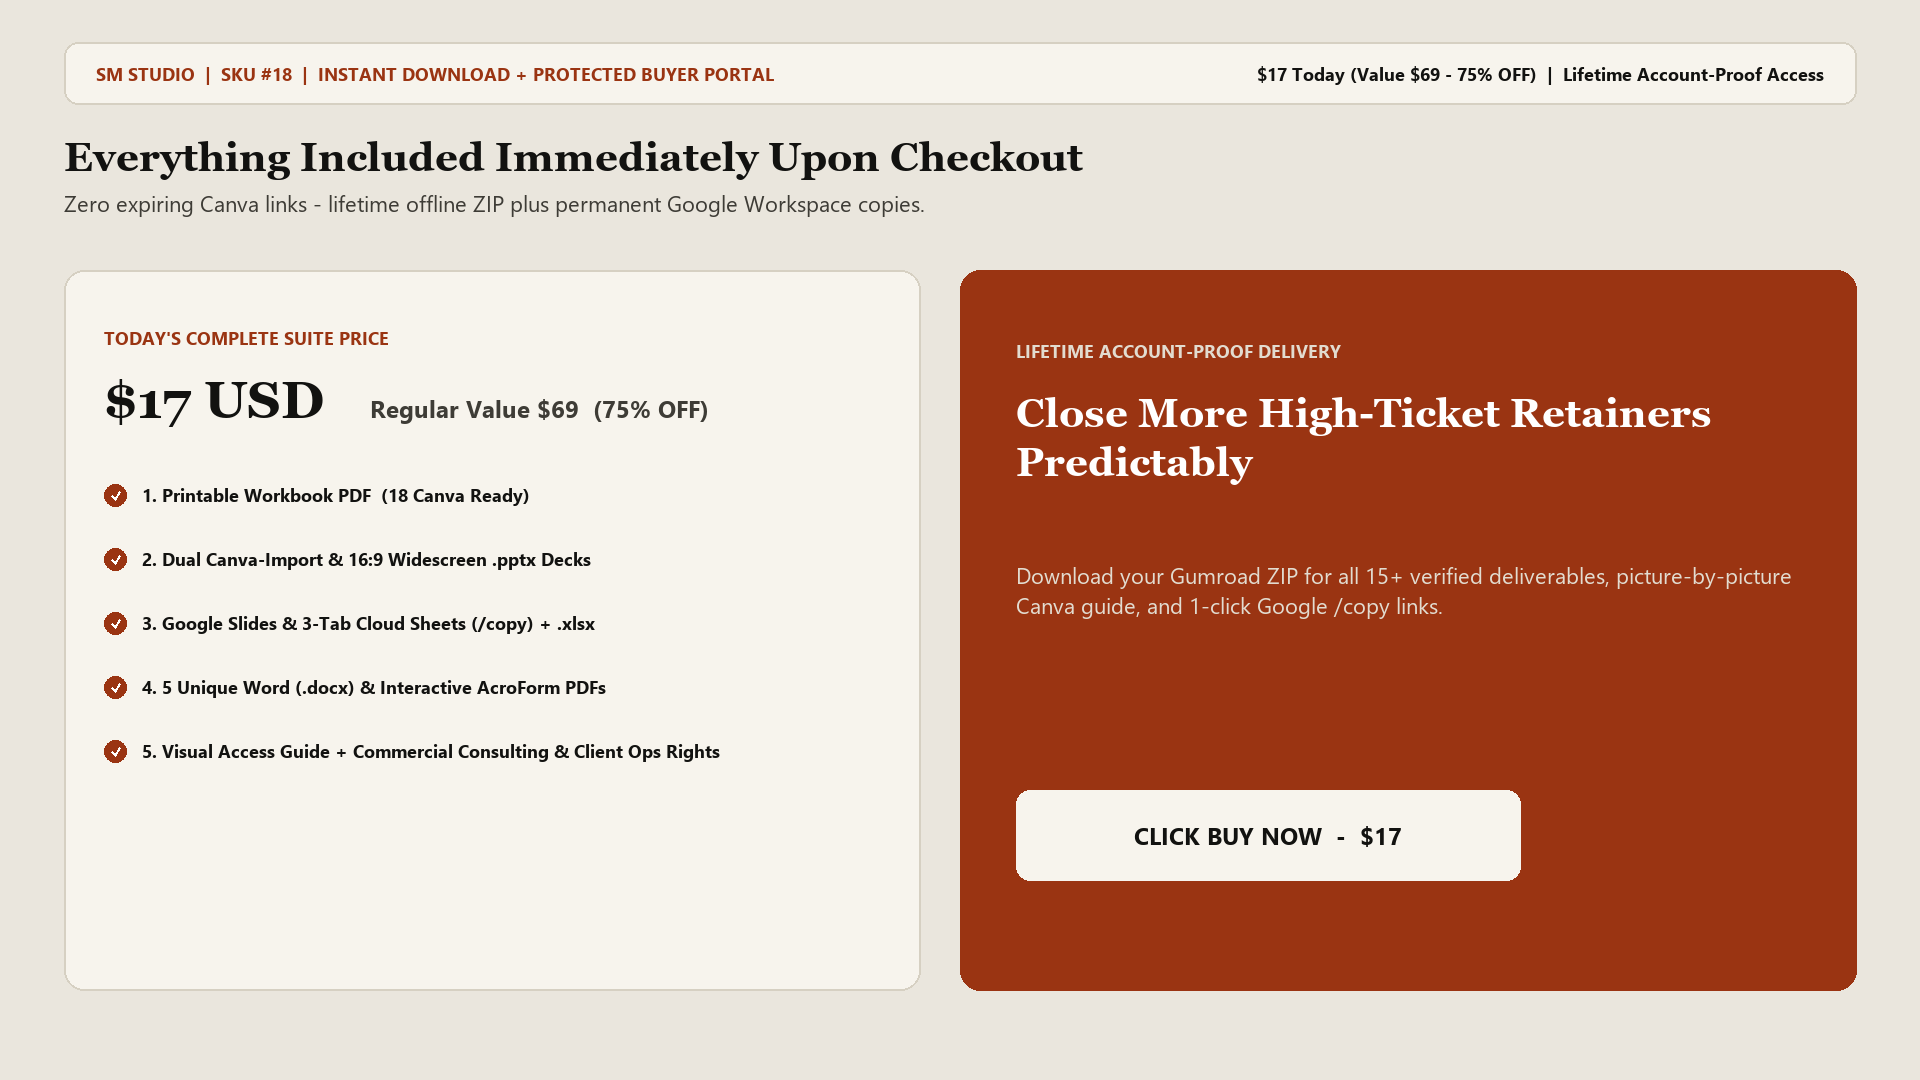 SM STUDIO | SKU #18 | INSTANT DOWNLOAD + PROTECTED BUYER PORTAL
$17 Today (Value $69 - 75% OFF) | Lifetime Account-Proof Access
Everything Included Immediately Upon Checkout
Zero expiring Canva links - lifetime offline ZIP plus permanent Google Workspace copies.
TODAY'S COMPLETE SUITE PRICE
$17 USD Regular Value $69 (75% OFF)
1. Printable Workbook PDF (18 Canva Ready)
2. Dual Canva-Import & 16:9 Widescreen .pptx Decks
3. Google Slides & 3-Tab Cloud Sheets (/copy) + .xlsx
4. 5 Unique Word (.docx) & Interactive AcroForm PDFs
5. Visual Access Guide + Commercial Consulting & Client Ops Rights
LIFETIME ACCOUNT-PROOF DELIVERY
Close More High-Ticket Retainers
Predictably
Download your Gumroad ZIP for all 15+ verified deliverables, picture-by-picture
Canva guide, and 1-click Google /copy links.
CLICK BUY NOW - $17